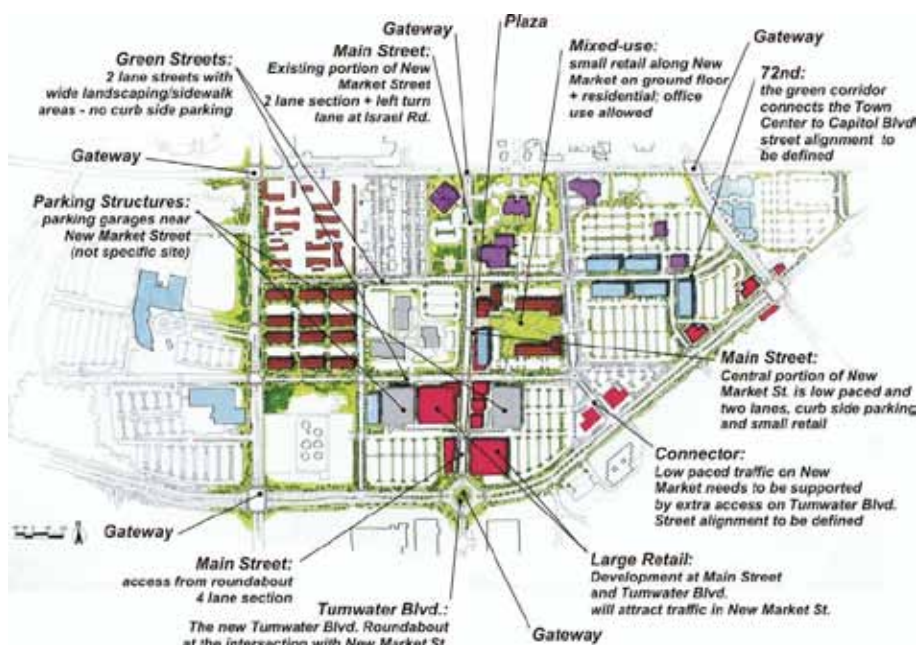 Gateway
Plaza
Green Streets:
2 lane streets with
wide landscaping/sidewalk
areas - no curb side parking
Main Street:
Existing portion of New
Market Street
2 lane section + left turn
lane at Israel Rd.
Mixed-use:
small retail along New
Market on ground floor
+ residential; office
use allowed
Gateway
72nd:
the green corridor
connects the Town
Center to Capitol Blvd
street alignment to
be defined
Gateway
Parking Structures:
parking garages near
New Market Street
(not specific site)
Main Street:
Central portion of New
Market St. is low paced and
two lanes, curb side parking
and small retail
Connector:
Low paced traffic on New
Market needs to be supported
by extra access on Tumwater Blvd.
Street alignment to be defined
Gateway
Main Street:
access from roundabout
4 lane section
Large Retail:
Development at Main Street
and Tumwater Blvd.
will attract traffic in New Market St.
Tumwater Blvd.:
The new Tumwater Blvd. Roundabout
at the intersection with New Market St.
Gateway